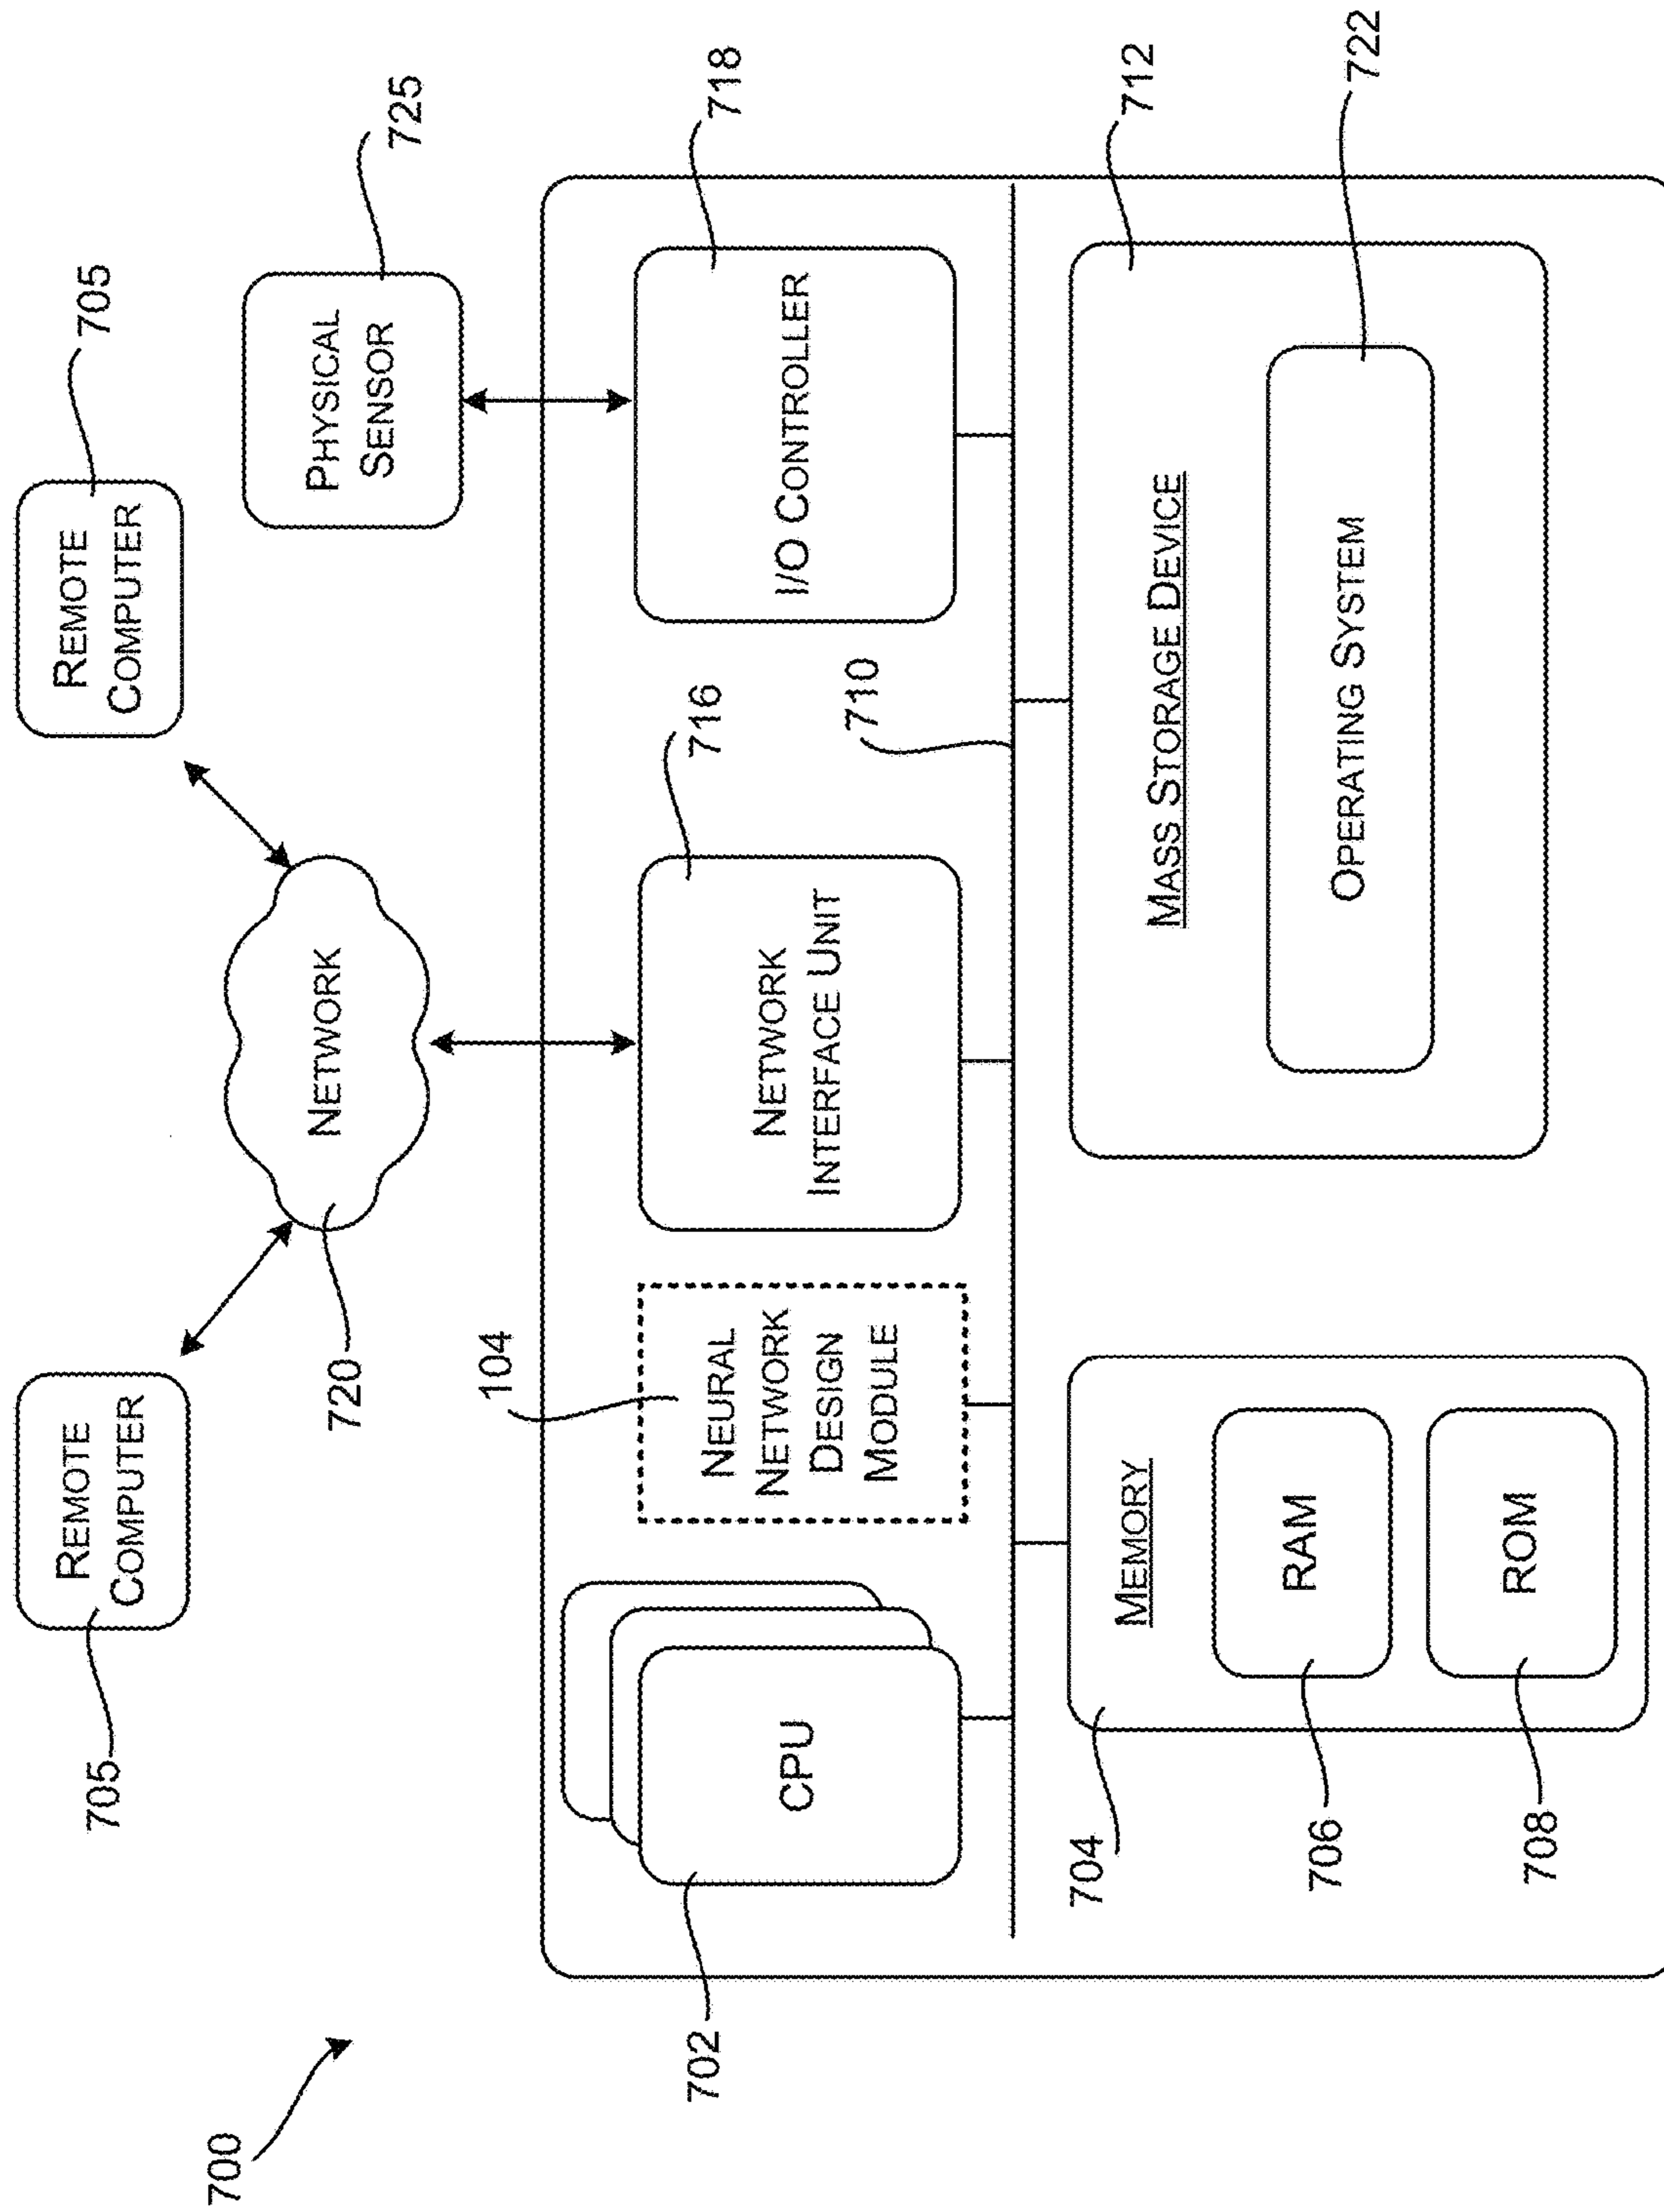 700
705
REMOTE
COMPUTER
REMOTE
COMPUTER
705
720
NETWORK
PHYSICAL
SENSOR
725
104
702
CPU
NEURAL
NETWORK
DESIGN
MODULE
NETWORK
INTERFACE UNIT
716
I/O CONTROLLER
718
710
704
MEMORY
RAM
706
ROM
708
MASS STORAGE DEVICE
712
OPERATING SYSTEM
722